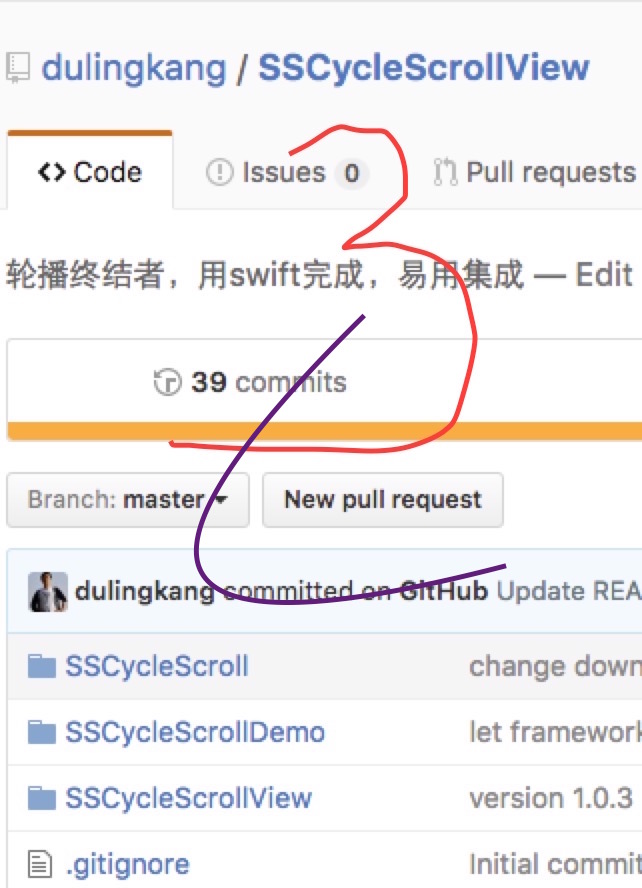 dulingkang / SSCycleScrollView
Code Issues 0 Pull requests
轮播终结者，用swift完成，易用集成 — Edit
39 commits
Branch: master New pull request
dulingkang committed on GitHub Update REA
SSCycleScroll change down
SSCycleScrollDemo let framework
SSCycleScrollView version 1.0.3
.gitignore Initial commit